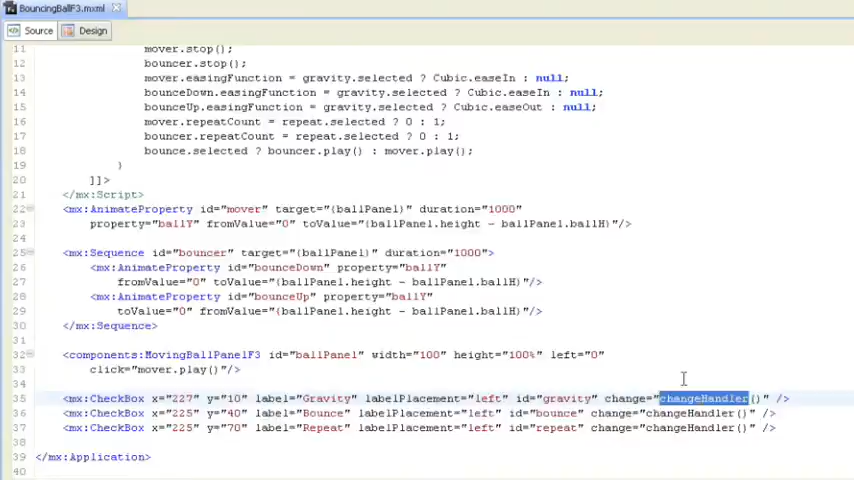 BouncingBallF3.mxml
Source Design
11 mover.stop();
12 bouncer.stop();
13 mover.easingFunction = gravity.selected ? Cubic.easeIn : null;
14 bounceDown.easingFunction = gravity.selected ? Cubic.easeIn : null;
15 bounceUp.easingFunction = gravity.selected ? Cubic.easeOut : null;
16 mover.repeatCount = repeat.selected ? 0 : 1;
17 bouncer.repeatCount = repeat.selected ? 0 : 1;
18 bounce.selected ? bouncer.play() : mover.play();
19 }
20 ]]>
21 </mx:Script>
22 <mx:AnimateProperty id="mover" target="{ballPanel}" duration="1000"
23 property="ballY" fromValue="0" toValue="{ballPanel.height - ballPanel.ballH}"/>
24
25 <mx:Sequence id="bouncer" target="{ballPanel}" duration="1000">
26 <mx:AnimateProperty id="bounceDown" property="ballY"
27 fromValue="0" toValue="{ballPanel.height - ballPanel.ballH}"/>
28 <mx:AnimateProperty id="bounceUp" property="ballY"
29 toValue="0" fromValue="{ballPanel.height - ballPanel.ballH}"/>
30 </mx:Sequence>
31
32 <components:MovingBallPanelF3 id="ballPanel" width="100" height="100%" left="0"
33 click="mover.play()"/>
34
35 <mx:CheckBox x="227" y="10" label="Gravity" labelPlacement="left" id="gravity" change="changeHandler()" />
36 <mx:CheckBox x="225" y="40" label="Bounce" labelPlacement="left" id="bounce" change="changeHandler()" />
37 <mx:CheckBox x="225" y="70" label="Repeat" labelPlacement="left" id="repeat" change="changeHandler()" />
38
39 </mx:Application>
40